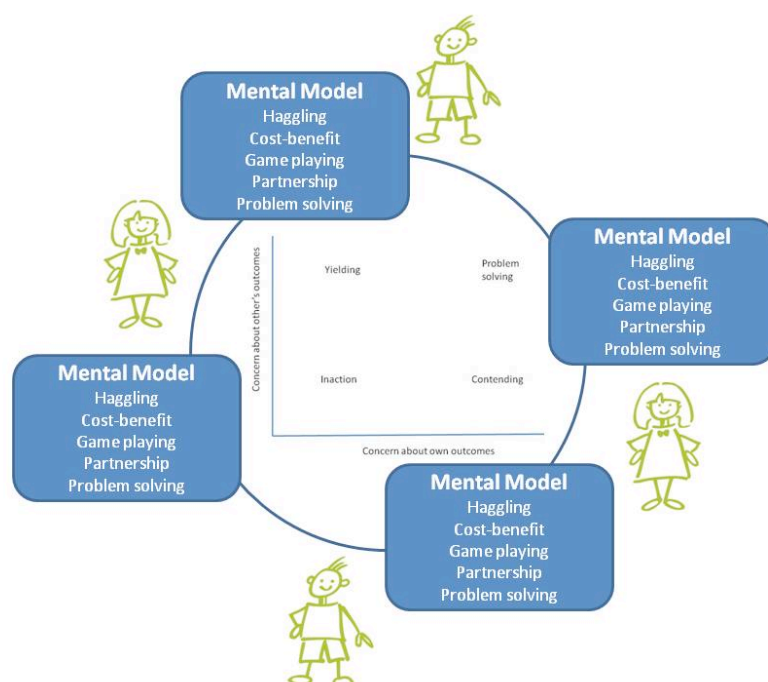 Mental Model
Haggling
Cost-benefit
Game playing
Partnership
Problem solving
Mental Model
Haggling
Cost-benefit
Game playing
Partnership
Problem solving
Concern about other's outcomes
Yielding
Problem
solving
Inaction
Contending
Concern about own outcomes
Mental Model
Haggling
Cost-benefit
Game playing
Partnership
Problem solving
Mental Model
Haggling
Cost-benefit
Game playing
Partnership
Problem solving